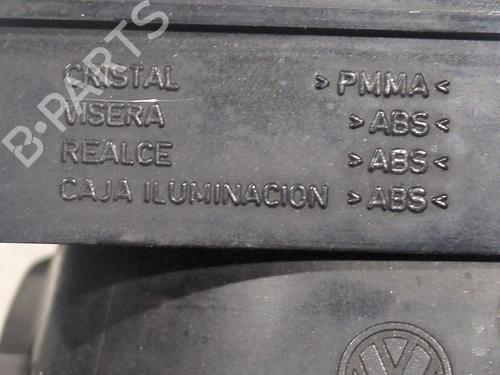 B-PARTS
CRISTAL >PMMA<
VISERA >ABS<
REALCE >ABS<
CAJA ILUMINACION >ABS<